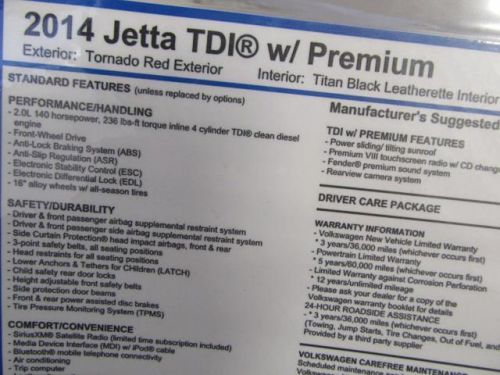 2014 Jetta TDI® w/ Premium
Exterior: Tornado Red Exterior
Interior: Titan Black Leatherette Interior
STANDARD FEATURES (unless replaced by options)
PERFORMANCE/HANDLING
- 2.0L 140 horsepower, 236 lbs-ft torque inline 4 cylinder TDI® clean diesel
engine
- Front-Wheel Drive
- Anti-Lock Braking System (ABS)
- Anti-Slip Regulation (ASR)
- Electronic Stability Control (ESC)
- Electronic Differential Lock (EDL)
- 16" alloy wheels w/ all-season tires
SAFETY/DURABILITY
- Driver & front passenger airbag supplemental restraint system
- Driver & front passenger side airbag supplemental restraint system
- Side Curtain Protection® head impact airbags, front & rear
- 3-point safety belts, all seating positions
- Head restraints for all seating positions
- Lower Anchors & Tethers for CHildren (LATCH)
- Child safety rear door locks
- Height adjustable front safety belts
- Side protection door beams
- Front & rear power assisted disc brakes
- Tire Pressure Monitoring System (TPMS)
COMFORT/CONVENIENCE
- SiriusXM® Satellite Radio (limited time subscription included)
- Media Device Interface (MDI) w/ iPod® cable
- Bluetooth® mobile telephone connectivity
- Air conditioning
- Trip computer
Manufacturer's Suggested
TDI w/ PREMIUM FEATURES
- Power sliding/ tilting sunroof
- Premium VIII touchscreen radio w/ CD change
- Fender® premium sound system
- Rearview camera system
DRIVER CARE PACKAGE
WARRANTY INFORMATION
- Volkswagen New Vehicle Limited Warranty
* 3 years/36,000 miles (whichever occurs first)
- Powertrain Limited Warranty
* 5 years/60,000 miles (whichever occurs first)
- Limited Warranty against Corrosion Perforation
* 12 years/unlimited mileage
- Please ask your dealer for a copy of the
Volkswagen warranty booklet for details
24-HOUR ROADSIDE ASSISTANCE
- * 3 years/36,000 miles (whichever occurs first)
(Towing, Jump Starts, Tire Changes, Out of Fuel, and
Provided by a third party supplier)
VOLKSWAGEN CAREFREE MAINTENANCE
Scheduled maintenance